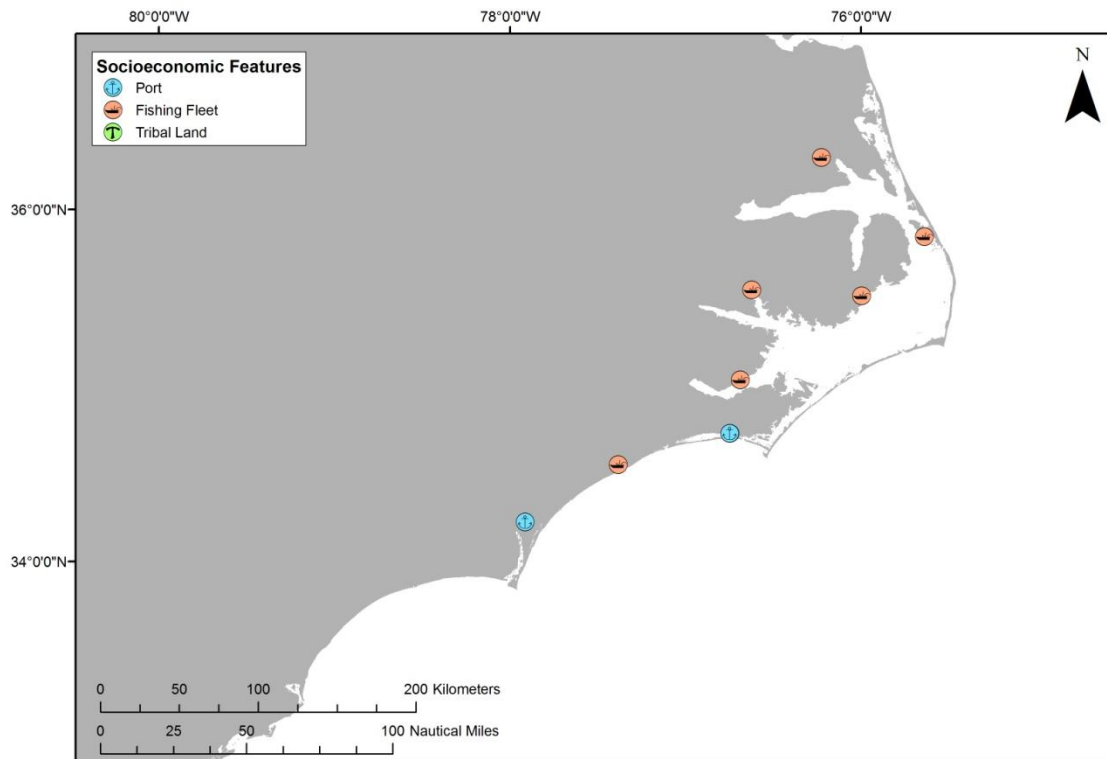 80°0'0"W 78°0'0"W 76°0'0"W
Socioeconomic Features
Port
Fishing Fleet
Tribal Land
N
36°0'0"N
34°0'0"N
0 50 100 200 Kilometers
0 25 50 100 Nautical Miles